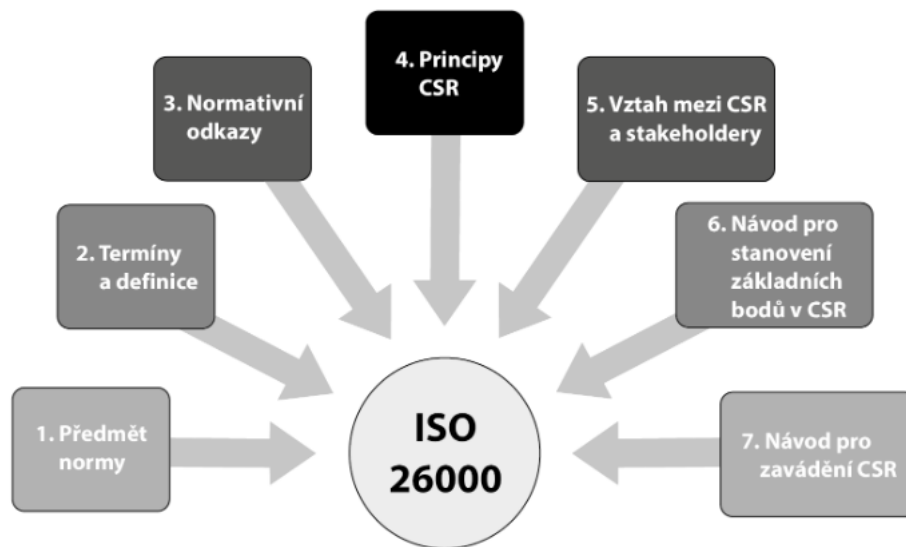 1. Předmět
normy
2. Termíny
a definice
3. Normativní
odkazy
4. Principy
CSR
5. Vztah mezi CSR
a stakeholdery
6. Návod pro
stanovení
základních
bodů v CSR
7. Návod pro
zavádění CSR
ISO
26000